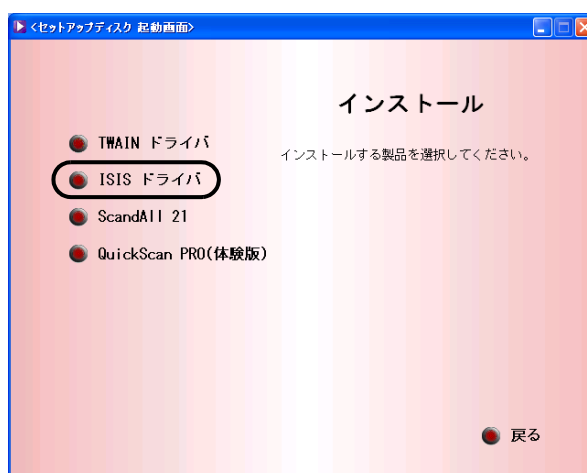 <セットアップディスク 起動画面>
インストール
インストールする製品を選択してください。
TWAIN ドライバ
ISIS ドライバ
ScandAll 21
QuickScan PRO(体験版)
戻る